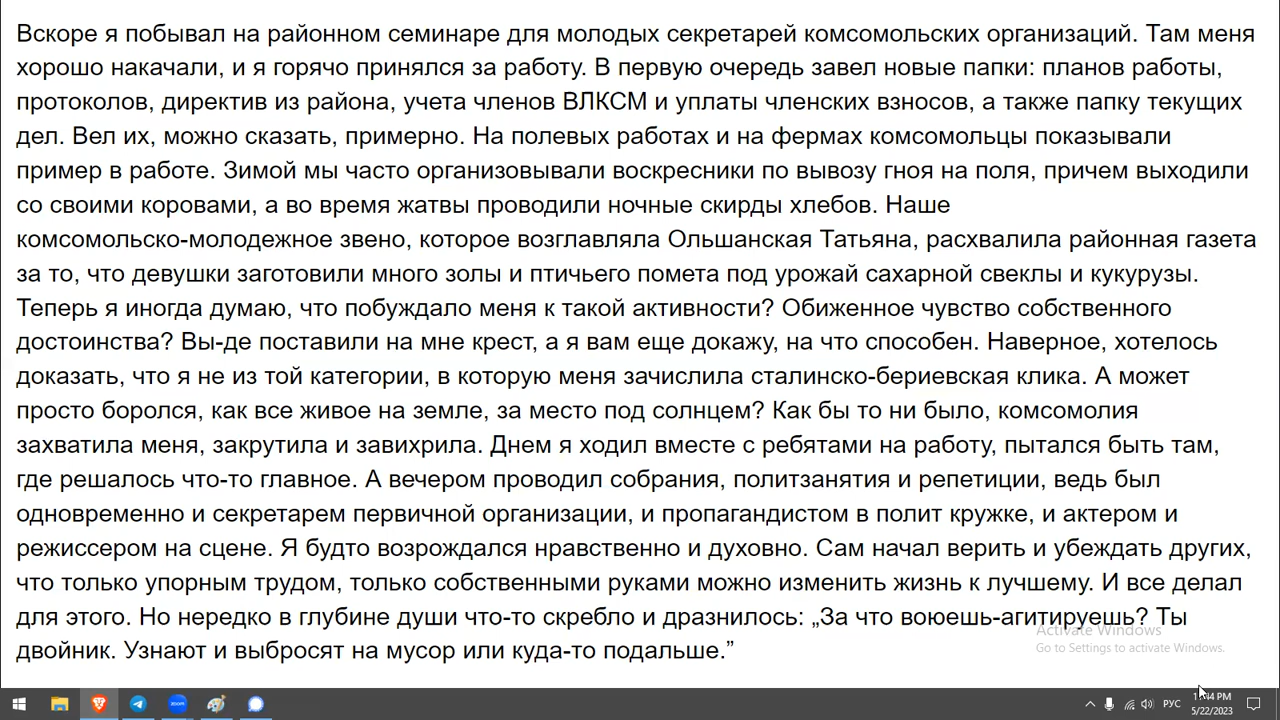 Вскоре я побывал на районном семинаре для молодых секретарей комсомольских организаций. Там меня
хорошо накачали, и я горячо принялся за работу. В первую очередь завел новые папки: планов работы,
протоколов, директив из района, учета членов ВЛКСМ и уплаты членских взносов, а также папку текущих
дел. Вел их, можно сказать, примерно. На полевых работах и на фермах комсомольцы показывали
пример в работе. Зимой мы часто организовывали воскресники по вывозу гноя на поля, причем выходили
со своими коровами, а во время жатвы проводили ночные скирды хлебов. Наше
комсомольско-молодежное звено, которое возглавляла Ольшанская Татьяна, расхвалила районная газета
за то, что девушки заготовили много золы и птичьего помета под урожай сахарной свеклы и кукурузы.
Теперь я иногда думаю, что побуждало меня к такой активности? Обиженное чувство собственного
достоинства? Вы-де поставили на мне крест, а я вам еще докажу, на что способен. Наверное, хотелось
доказать, что я не из той категории, в которую меня зачислила сталинско-бериевская клика. А может
просто боролся, как все живое на земле, за место под солнцем? Как бы то ни было, комсомолия
захватила меня, закрутила и завихрила. Днем я ходил вместе с ребятами на работу, пытался быть там,
где решалось что-то главное. А вечером проводил собрания, политзанятия и репетиции, ведь был
одновременно и секретарем первичной организации, и пропагандистом в полит кружке, и актером и
режиссером на сцене. Я будто возрождался нравственно и духовно. Сам начал верить и убеждать других,
что только упорным трудом, только собственными руками можно изменить жизнь к лучшему. И все делал
для этого. Но нередко в глубине души что-то скребло и дразнилось: „За что воюешь-агитируешь? Ты
двойник. Узнают и выбросят на мусор или куда-то подальше.”
Activate Windows
Go to Settings to activate Windows.
zoom
РУС
PM
5/22/2023